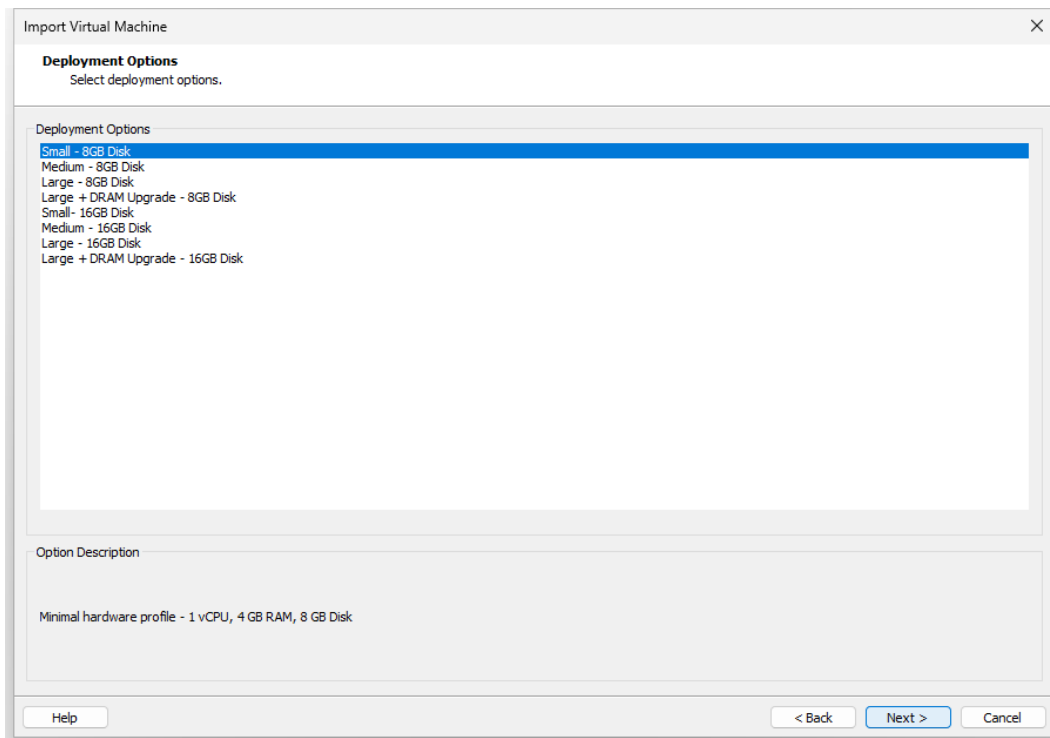 Import Virtual Machine
Deployment Options
Select deployment options.
Deployment Options
Small - 8GB Disk
Medium - 8GB Disk
Large - 8GB Disk
Large + DRAM Upgrade - 8GB Disk
Small- 16GB Disk
Medium - 16GB Disk
Large - 16GB Disk
Large + DRAM Upgrade - 16GB Disk
Option Description
Minimal hardware profile - 1 vCPU, 4 GB RAM, 8 GB Disk
Help < Back Next > Cancel